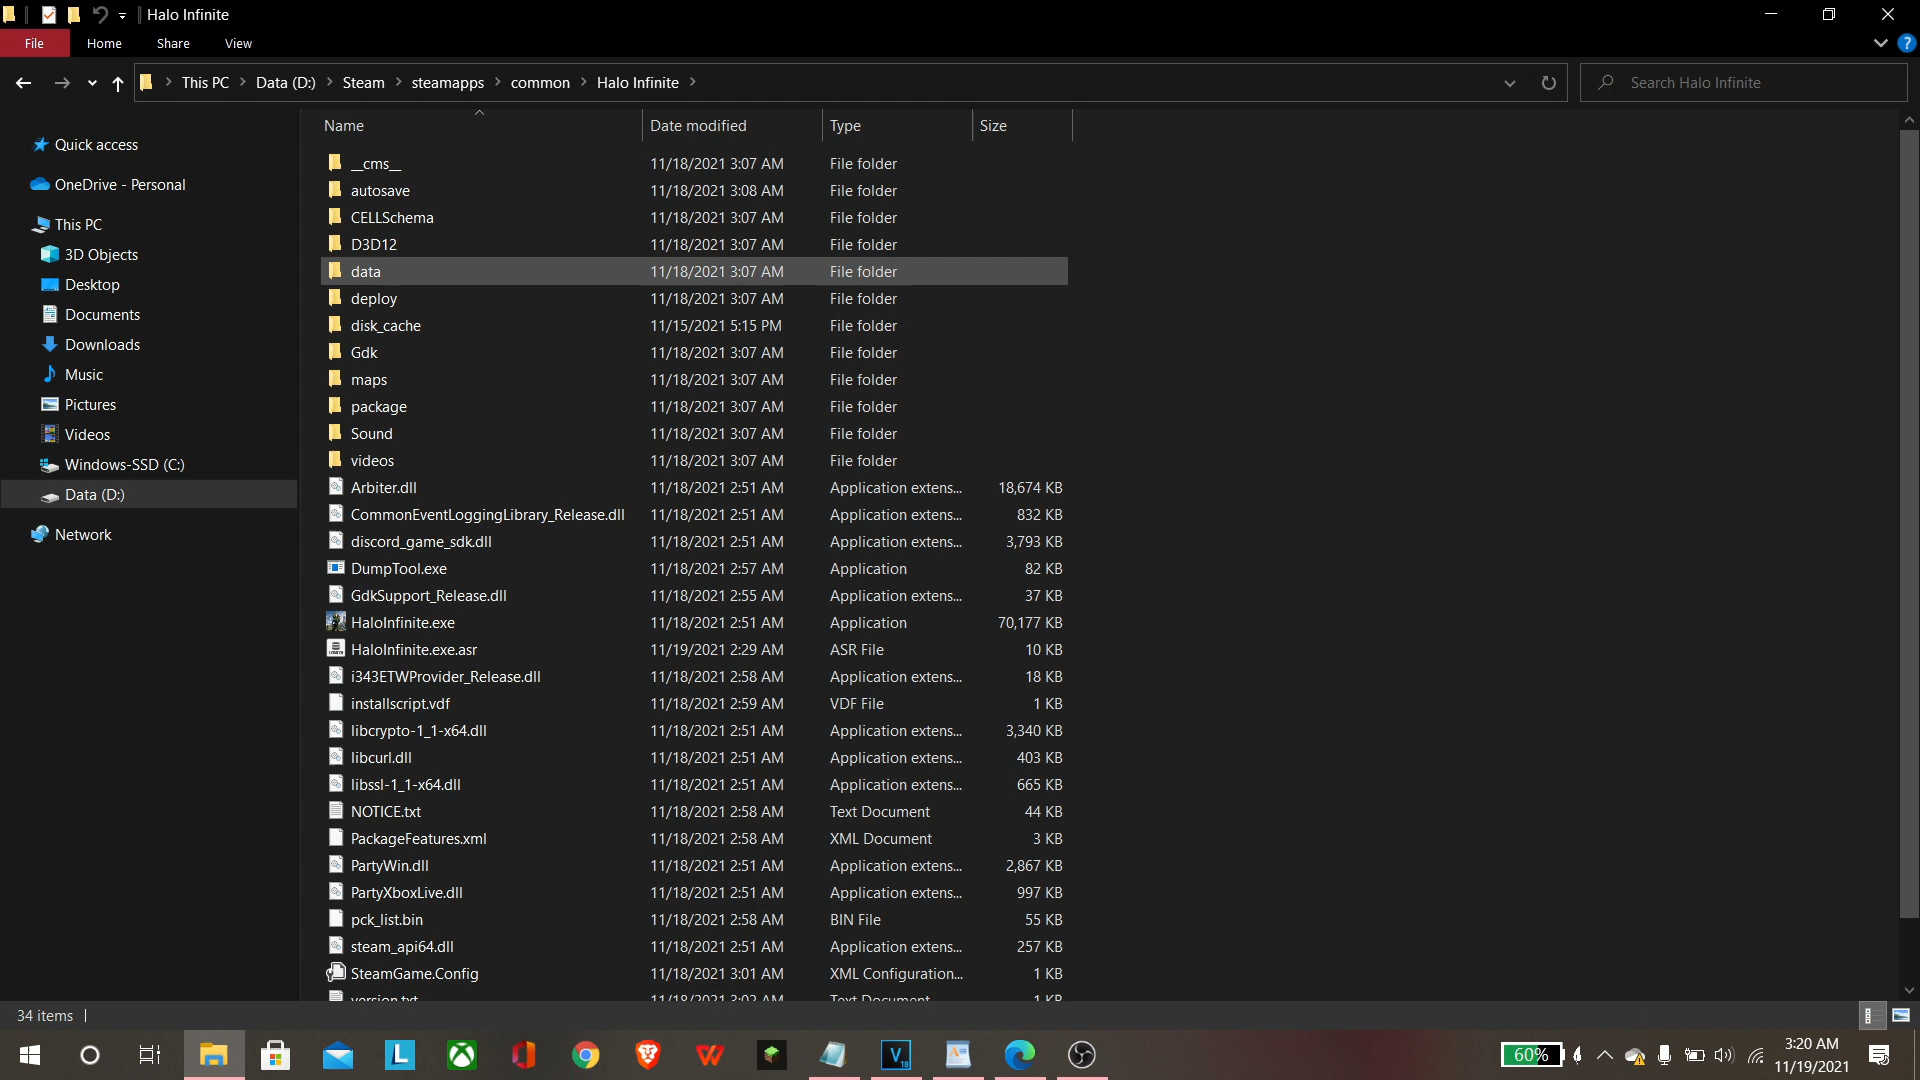 Halo Infinite
File Home Share View
This PC Data (D:) Steam steamapps common Halo Infinite
Search Halo Infinite
Quick access
OneDrive - Personal
This PC
3D Objects
Desktop
Documents
Downloads
Music
Pictures
Videos
Windows-SSD (C:)
Data (D:)
Network
Name Date modified Type Size
__cms__ 11/18/2021 3:07 AM File folder
autosave 11/18/2021 3:08 AM File folder
CELLSchema 11/18/2021 3:07 AM File folder
D3D12 11/18/2021 3:07 AM File folder
data 11/18/2021 3:07 AM File folder
deploy 11/18/2021 3:07 AM File folder
disk_cache 11/15/2021 5:15 PM File folder
Gdk 11/18/2021 3:07 AM File folder
maps 11/18/2021 3:07 AM File folder
package 11/18/2021 3:07 AM File folder
Sound 11/18/2021 3:07 AM File folder
videos 11/18/2021 3:07 AM File folder
Arbiter.dll 11/18/2021 2:51 AM Application extens... 18,674 KB
CommonEventLoggingLibrary_Release.dll 11/18/2021 2:51 AM Application extens... 832 KB
discord_game_sdk.dll 11/18/2021 2:51 AM Application extens... 3,793 KB
DumpTool.exe 11/18/2021 2:57 AM Application 82 KB
GdkSupport_Release.dll 11/18/2021 2:55 AM Application extens... 37 KB
HaloInfinite.exe 11/18/2021 2:51 AM Application 70,177 KB
HaloInfinite.exe.asr 11/19/2021 2:29 AM ASR File 10 KB
i343ETWProvider_Release.dll 11/18/2021 2:58 AM Application extens... 18 KB
installscript.vdf 11/18/2021 2:59 AM VDF File 1 KB
libcrypto-1_1-x64.dll 11/18/2021 2:51 AM Application extens... 3,340 KB
libcurl.dll 11/18/2021 2:51 AM Application extens... 403 KB
libssl-1_1-x64.dll 11/18/2021 2:51 AM Application extens... 665 KB
NOTICE.txt 11/18/2021 2:58 AM Text Document 44 KB
PackageFeatures.xml 11/18/2021 2:58 AM XML Document 3 KB
PartyWin.dll 11/18/2021 2:51 AM Application extens... 2,867 KB
PartyXboxLive.dll 11/18/2021 2:51 AM Application extens... 997 KB
pck_list.bin 11/18/2021 2:58 AM BIN File 55 KB
steam_api64.dll 11/18/2021 2:51 AM Application extens... 257 KB
SteamGame.Config 11/18/2021 3:01 AM XML Configuration... 1 KB
version.txt 11/18/2021 3:02 AM Text Document 1 KB
34 items
60%
3:20 AM
11/19/2021